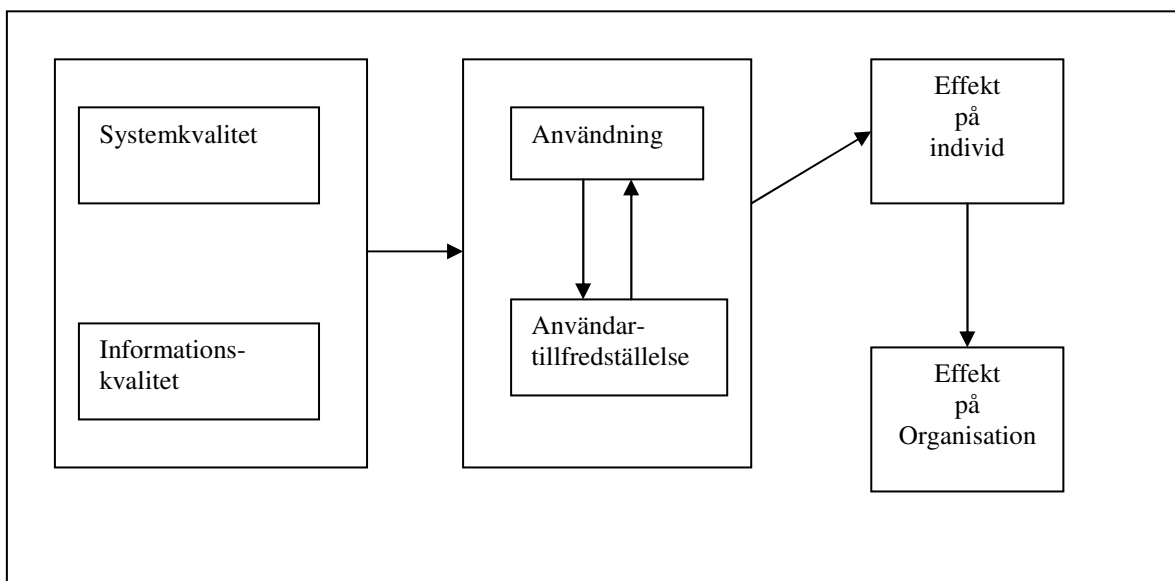 Systemkvalitet
Informations-
kvalitet
Användning
Användar-
tillfredställelse
Effekt
på
individ
Effekt
på
Organisation